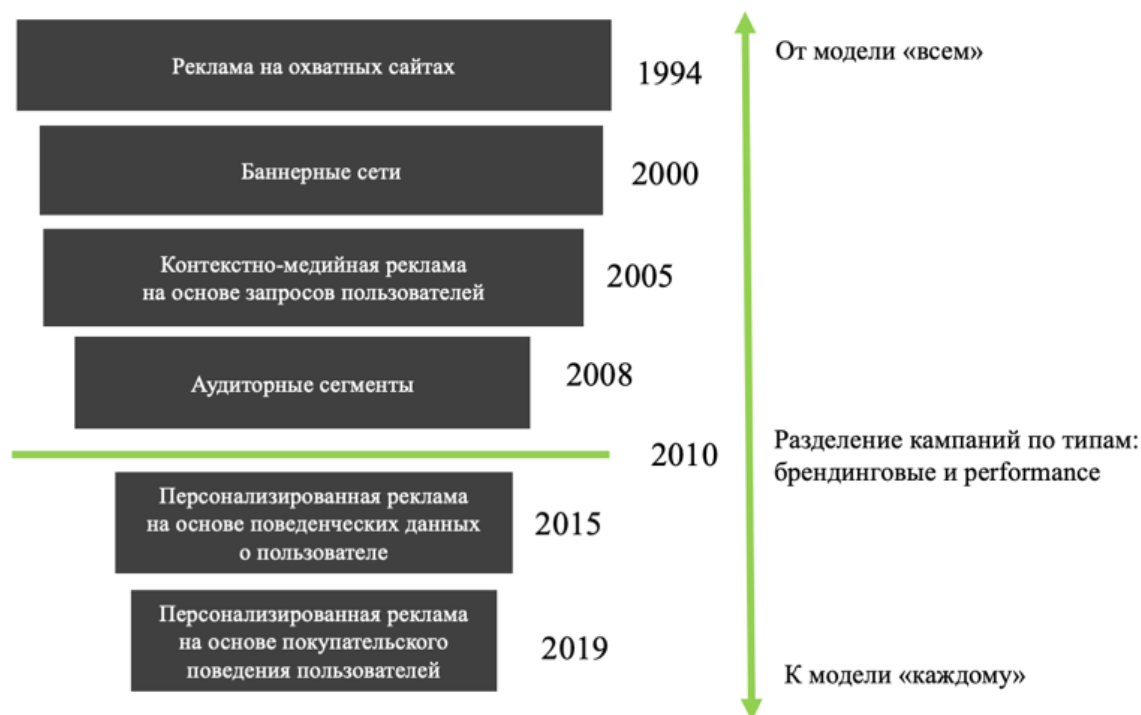 Реклама на охватных сайтах
1994
От модели «всем»
Баннерные сети
2000
Контекстно-медийная реклама
на основе запросов пользователей
2005
Аудиторные сегменты
2008
2010
Разделение кампаний по типам:
брендинговые и performance
Персонализированная реклама
на основе поведенческих данных
о пользователе
2015
Персонализированная реклама
на основе покупательского
поведения пользователей
2019
К модели «каждому»